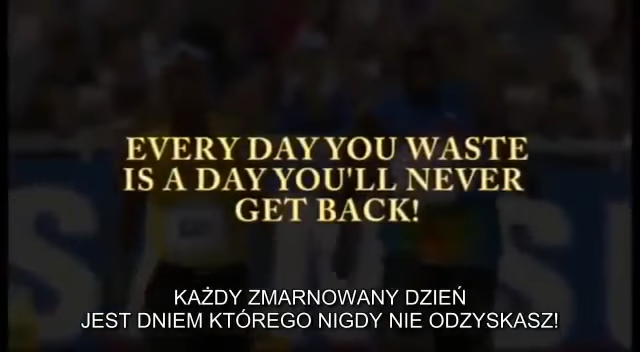 EVERY DAY YOU WASTE
IS A DAY YOU'LL NEVER
GET BACK!
KAŻDY ZMARNOWANY DZIEŃ
JEST DNIEM KTÓREGO NIGDY NIE ODZYSKASZ!